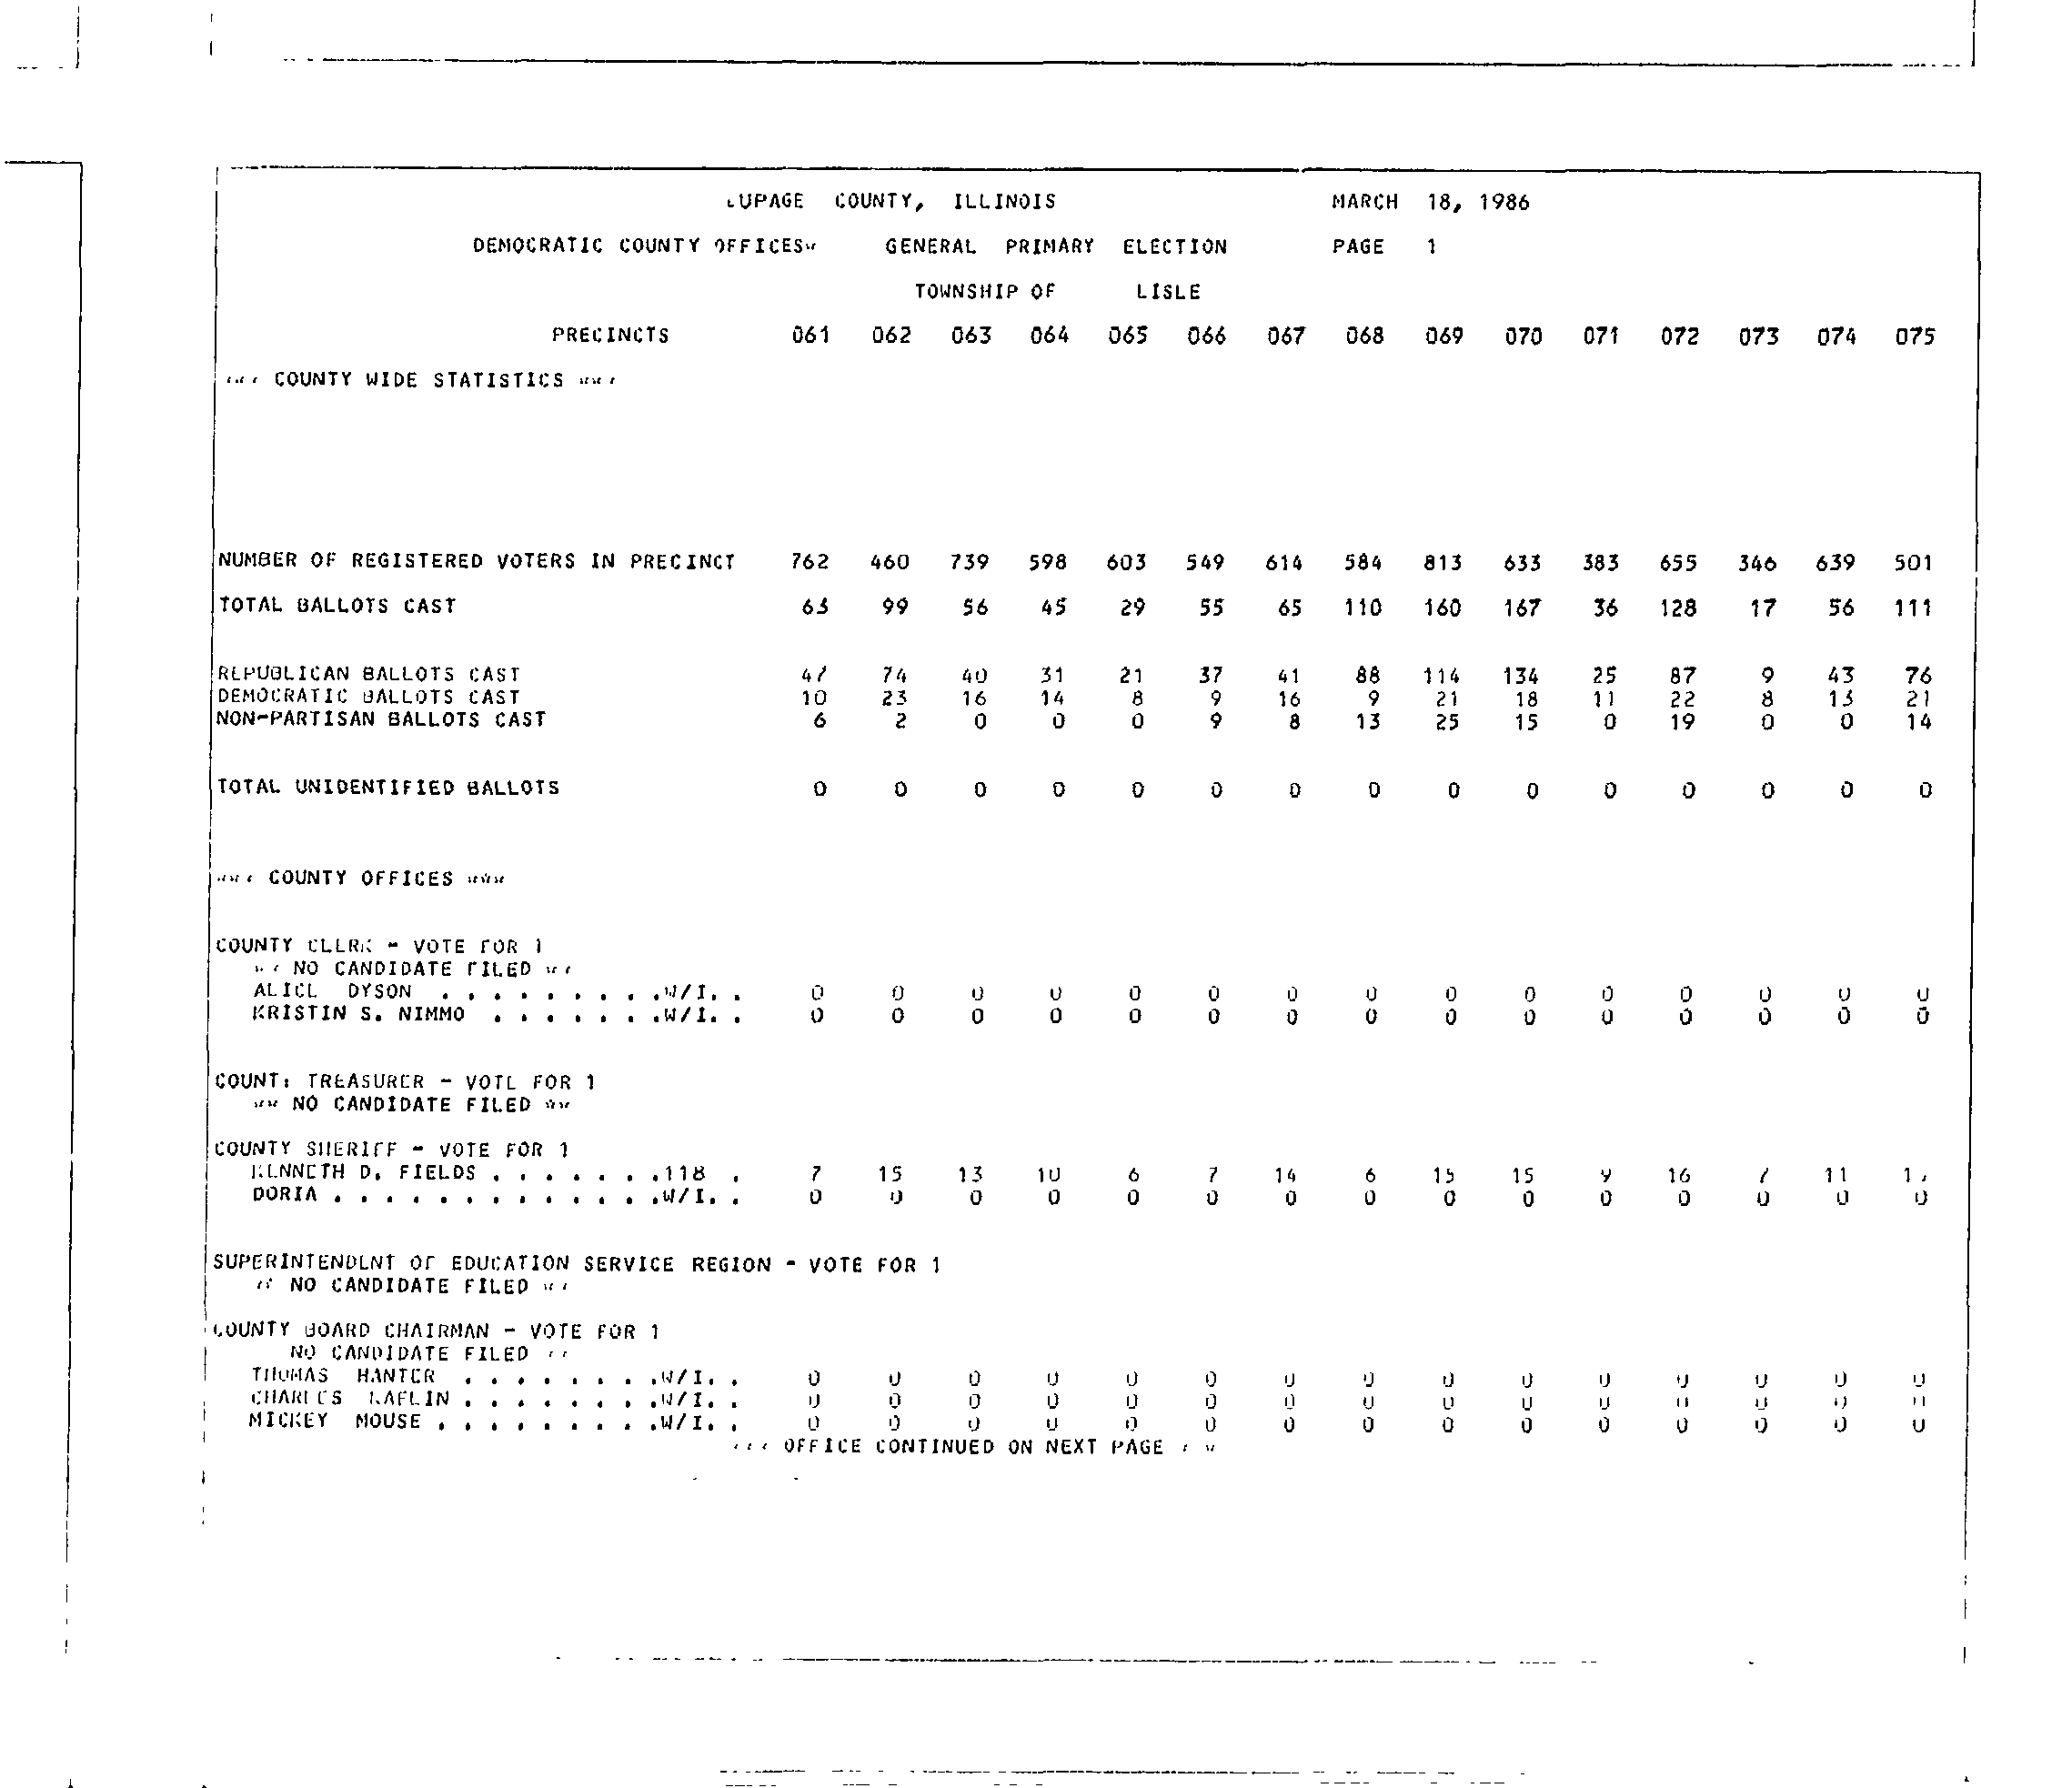 DUPAGE COUNTY, ILLINOIS MARCH 18, 1986
DEMOCRATIC COUNTY OFFICES* GENERAL PRIMARY ELECTION PAGE 1
TOWNSHIP OF LISLE
PRECINCTS 061 062 063 064 065 066 067 068 069 070 071 072 073 074 075
*** COUNTY WIDE STATISTICS ***
NUMBER OF REGISTERED VOTERS IN PRECINCT 762 460 739 598 603 549 614 584 813 633 383 655 346 639 501
TOTAL BALLOTS CAST 63 99 56 45 29 55 65 110 160 167 36 128 17 56 111
REPUBLICAN BALLOTS CAST 47 74 40 31 21 37 41 88 114 134 25 87 9 43 76
DEMOCRATIC BALLOTS CAST 10 23 16 14 8 9 16 9 21 18 11 22 8 13 21
NON-PARTISAN BALLOTS CAST 6 2 0 0 0 9 8 13 25 15 0 19 0 0 14
TOTAL UNIDENTIFIED BALLOTS 0 0 0 0 0 0 0 0 0 0 0 0 0 0 0
*** COUNTY OFFICES ***
COUNTY CLERK - VOTE FOR 1
** NO CANDIDATE FILED **
ALICE DYSON . . . . . . . . .W/I. . 0 0 0 0 0 0 0 0 0 0 0 0 0 0 0
KRISTIN S. NIMMO . . . . . . .W/I. . 0 0 0 0 0 0 0 0 0 0 0 0 0 0 0
COUNTY TREASURER - VOTE FOR 1
** NO CANDIDATE FILED **
COUNTY SHERIFF - VOTE FOR 1
KENNETH D. FIELDS . . . . . . .118 . 7 15 13 10 6 7 14 6 15 15 9 16 7 11
DORIA . . . . . . . . . . . . .W/I. . 0 0 0 0 0 0 0 0 0 0 0 0 0 0 0
SUPERINTENDENT OF EDUCATION SERVICE REGION - VOTE FOR 1
** NO CANDIDATE FILED **
COUNTY BOARD CHAIRMAN - VOTE FOR 1
NO CANDIDATE FILED **
THOMAS HANTER . . . . . . . .W/I. . 0 0 0 0 0 0 0 0 0 0 0 0 0 0 0
CHARLES LAFLIN . . . . . . . .W/I. . 0 0 0 0 0 0 0 0 0 0 0 0 0 0 0
MICKEY MOUSE . . . . . . . . .W/I. . 0 0 0 0 0 0 0 0 0 0 0 0 0 0 0
*** OFFICE CONTINUED ON NEXT PAGE * *